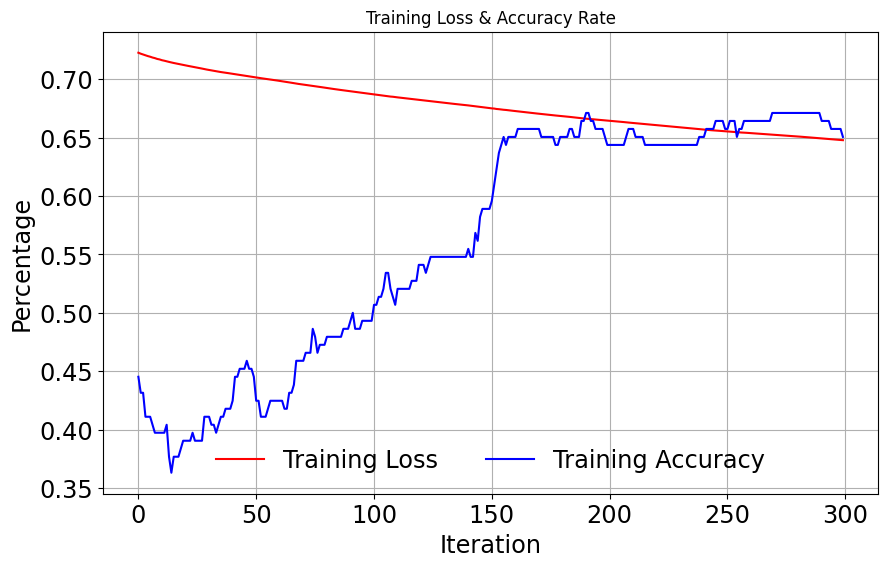 Training Loss & Accuracy Rate
0.70
0.65
0.60
0.55
0.50
0.45
0.40
0.35
Percentage
Training Loss Training Accuracy
0 50 100 150 200 250 300
Iteration